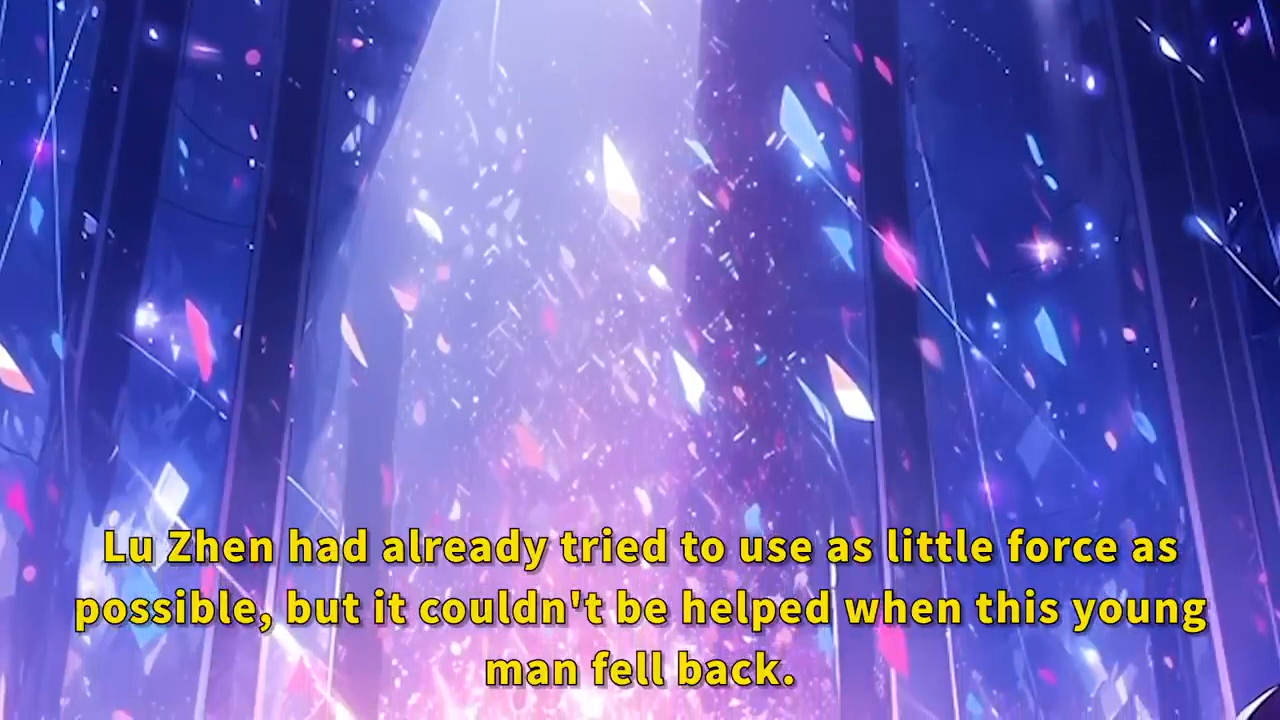 Lu Zhen had already tried to use as little force as
possible, but it couldn't be helped when this young
man fell back.